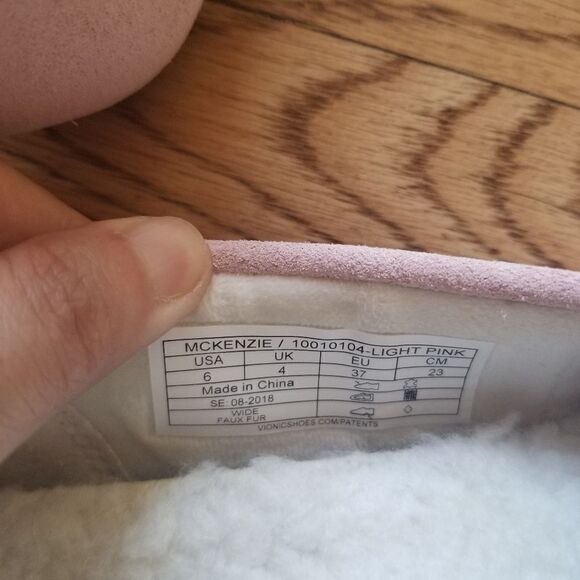 MCKENZIE / 10010104-LIGHT PINK
USA UK EU CM
6 4 37 23
Made in China
SE: 08-2018
WIDE
FAUX FUR
VIONICSHOES.COM/PATENTS